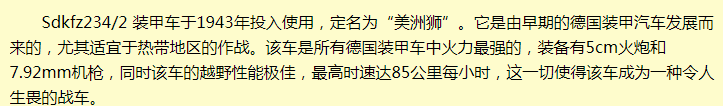 Sdkfz234/2 装甲车于1943年投入使用，定名为“美洲狮”。它是由早期的德国装甲汽车发展而
来的，尤其适宜于热带地区的作战。该车是所有德国装甲车中火力最强的，装备有5cm火炮和
7.92mm机枪，同时该车的越野性能极佳，最高时速达85公里每小时，这一切使得该车成为一种令人
生畏的战车。